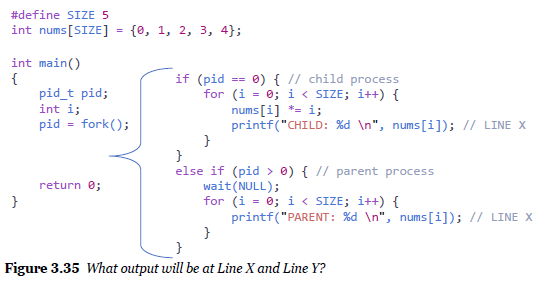 #define SIZE 5
int nums[SIZE] = {0, 1, 2, 3, 4};
int main()
{
pid_t pid;
int i;
pid = fork();
if (pid == 0) { // child process
for (i = 0; i < SIZE; i++) {
nums[i] *= i;
printf("CHILD: %d \n", nums[i]); // LINE X
}
}
else if (pid > 0) { // parent process
wait(NULL);
for (i = 0; i < SIZE; i++) {
printf("PARENT: %d \n", nums[i]); // LINE X
}
}
return 0;
}
Figure 3.35 What output will be at Line X and Line Y?